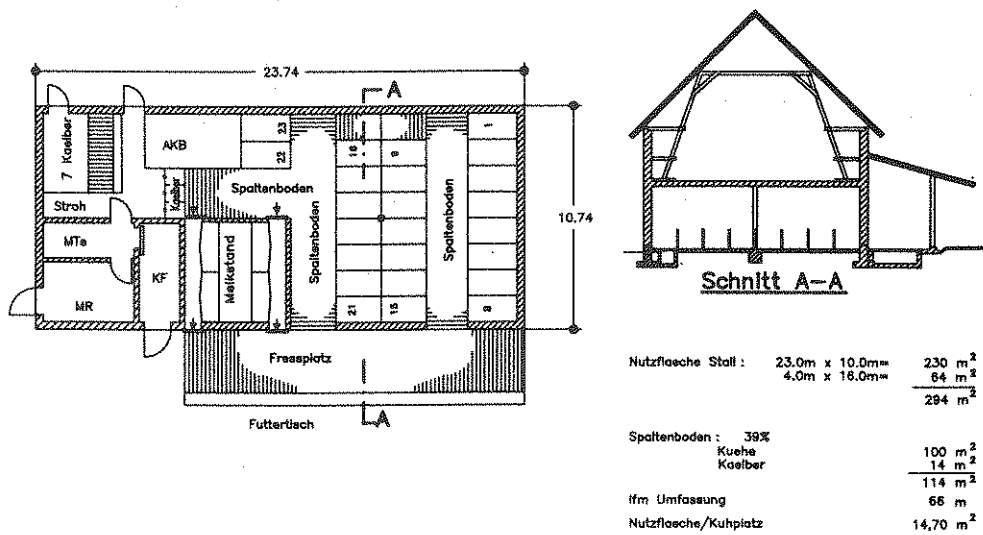 23.74
A
10.74
7 Kaelber
AKB
23
22
16
9
1
Stroh
Kaelber
Spaltenboden
MTe
KF
Melkstand
Spaltenboden
Spaltenboden
MR
21
15
8
Fressplatz
Futtertisch
A
Schnitt A-A
Nutzflaeche Stall : 23.0m x 10.0m= 230 m²
4.0m x 16.0m= 64 m²
294 m²
Spaltenboden : 39%
Kuehe 100 m²
Kaelber 14 m²
114 m²
lfm Umfassung 66 m
Nutzflaeche/Kuhplatz 14,70 m²